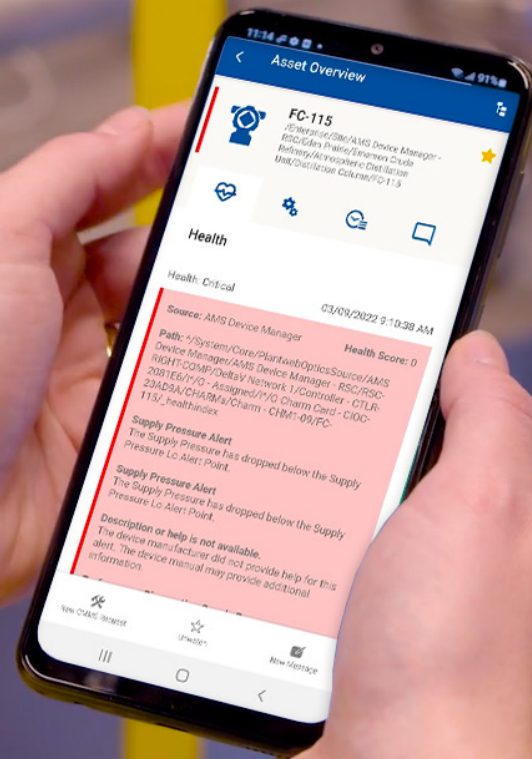 11:14
91%
Asset Overview
FC-115
/Enterprise/Site/AMS Device Manager -
RSC/Eden Prairie/Emerson Crude
Refinery/Atmospheric Distillation
Unit/Distillation Column/FC-115
Health
Health: Critical
03/09/2022 9:10:38 AM
Source: AMS Device Manager
Health Score: 0
Path: ^/System/Core/PlantwebOpticsSource/AMS
Device Manager/AMS Device Manager - RSC/RSC-
RIGHT-COMP/DeltaV Network 1/Controller - CTLR-
2081E6/I^/O - Assigned/I^/O Charm Card - CIOC-
23AD9A/CHARMs/Charm - CHM1-09/FC-
115/_healthindex
Supply Pressure Alert
The Supply Pressure has dropped below the Supply
Pressure Lo Alert Point.
Supply Pressure Alert
The Supply Pressure has dropped below the Supply
Pressure Lo Alert Point.
Description or help is not available.
The device manufacturer did not provide help for this
alert. The device manual may provide additional
information.
New CMMS Request
Unwatch
New Message